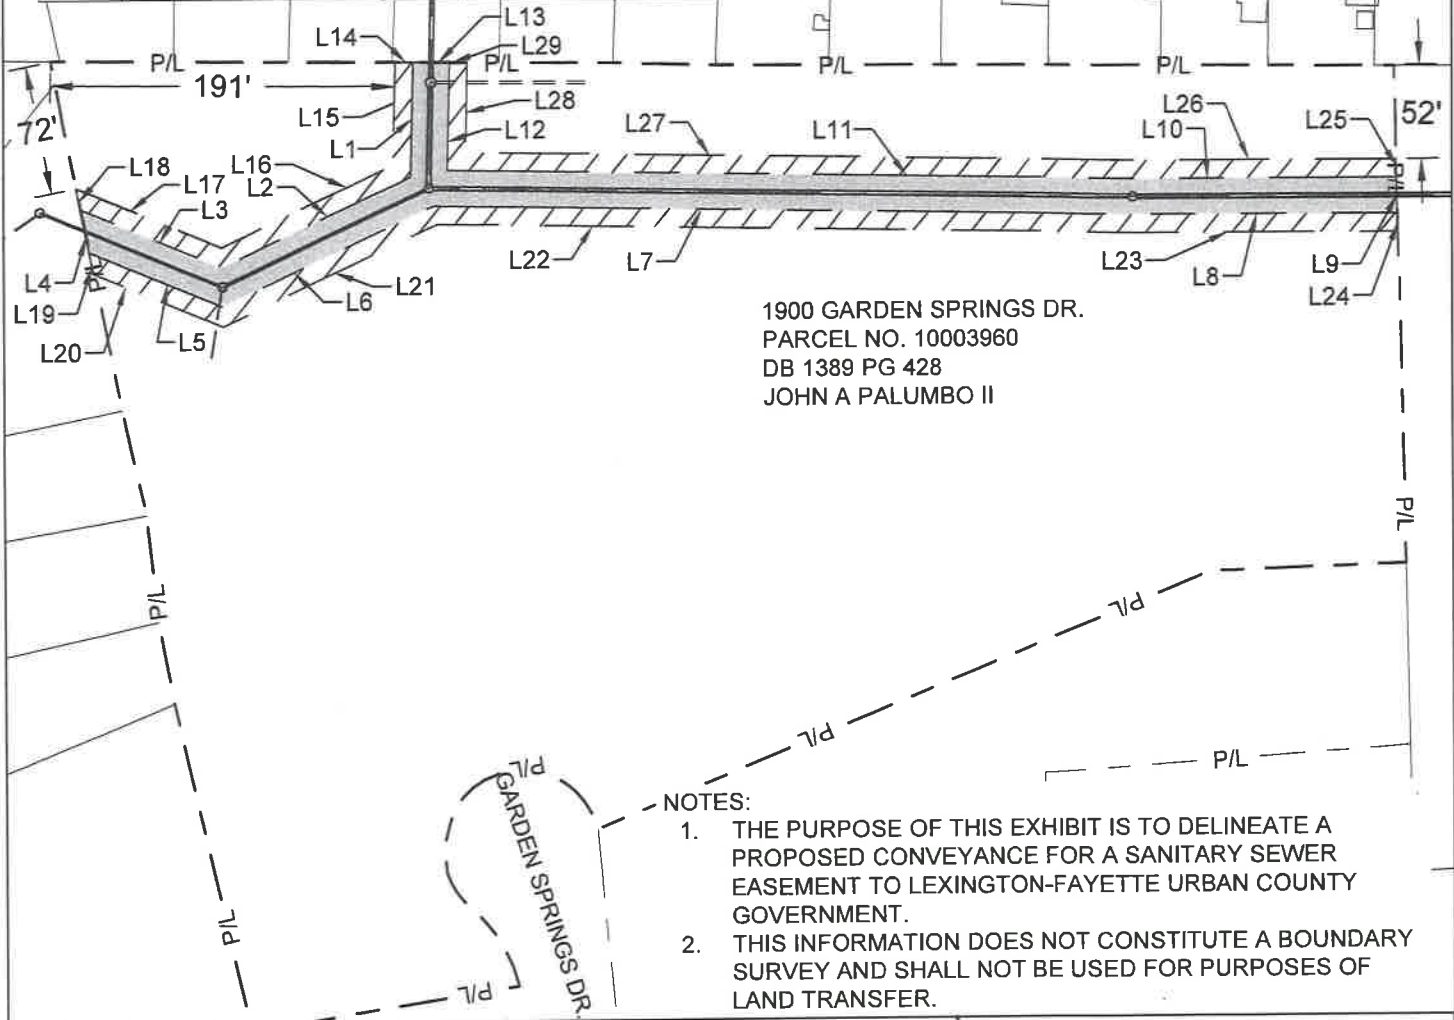 L13
L14
L29
P/L
P/L
P/L
P/L
191'
L15
L28
L27
L11
L26
L10
L25
52'
72'
L1
L12
L18
L16
L17
L2
L3
P/L
L4
P/L
L19
L20
L5
L6
L21
L22
L7
L23
L8
L9
L24
1900 GARDEN SPRINGS DR.
PARCEL NO. 10003960
DB 1389 PG 428
JOHN A PALUMBO II
P/L
P/L
P/L
P/L
P/L
P/L
GARDEN SPRINGS DR.
P/L
P/L
NOTES:
1. THE PURPOSE OF THIS EXHIBIT IS TO DELINEATE A
PROPOSED CONVEYANCE FOR A SANITARY SEWER
EASEMENT TO LEXINGTON-FAYETTE URBAN COUNTY
GOVERNMENT.
2. THIS INFORMATION DOES NOT CONSTITUTE A BOUNDARY
SURVEY AND SHALL NOT BE USED FOR PURPOSES OF
LAND TRANSFER.